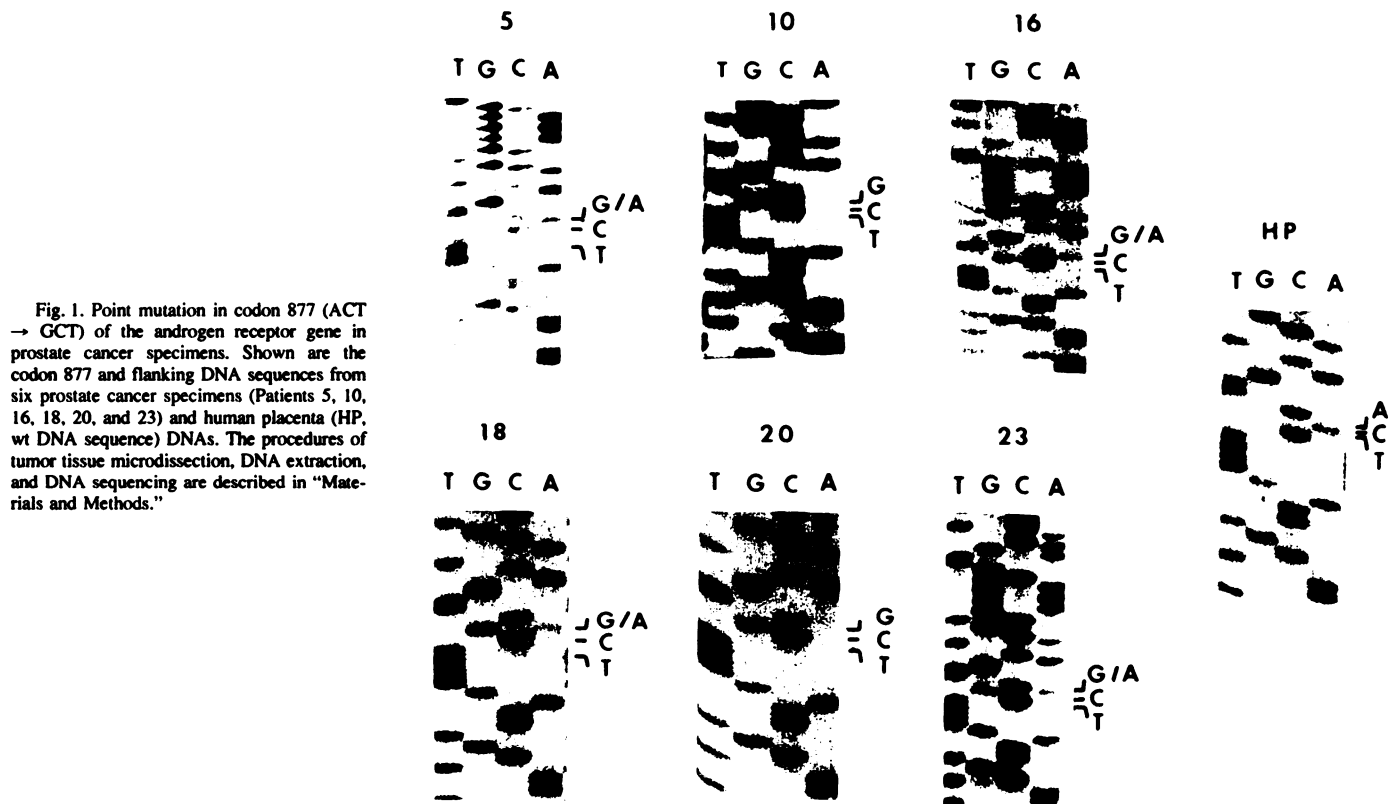 5
T G C A
G/A
C
T
10
T G C A
G
C
T
16
T G C A
G/A
C
T
HP
T G C A
A
C
T
Fig. 1. Point mutation in codon 877 (ACT
→ GCT) of the androgen receptor gene in
prostate cancer specimens. Shown are the
codon 877 and flanking DNA sequences from
six prostate cancer specimens (Patients 5, 10,
16, 18, 20, and 23) and human placenta (HP,
wt DNA sequence) DNAs. The procedures of
tumor tissue microdissection, DNA extraction,
and DNA sequencing are described in “Mate-
rials and Methods.”
18
T G C A
G/A
C
T
20
T G C A
G
C
T
23
T G C A
G/A
C
T